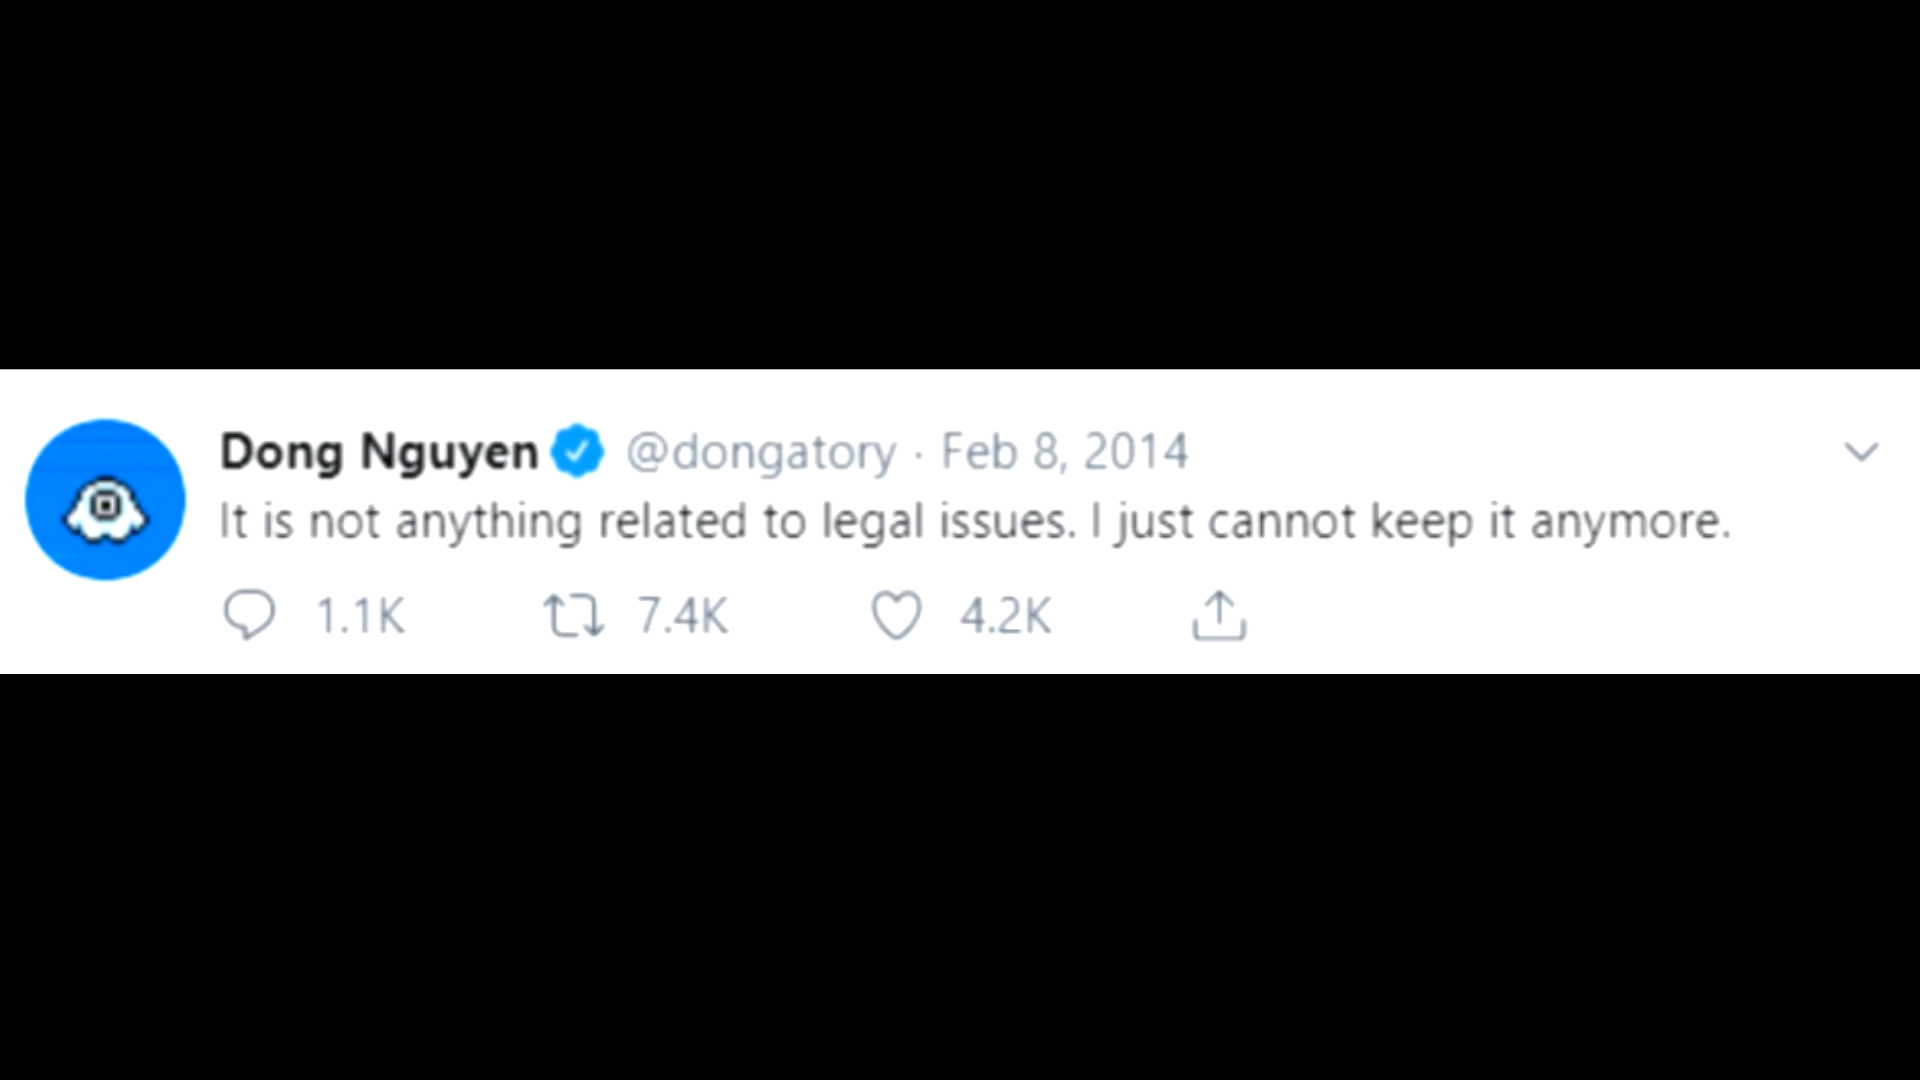 Dong Nguyen @dongatory · Feb 8, 2014
It is not anything related to legal issues. I just cannot keep it anymore.
1.1K 7.4K 4.2K